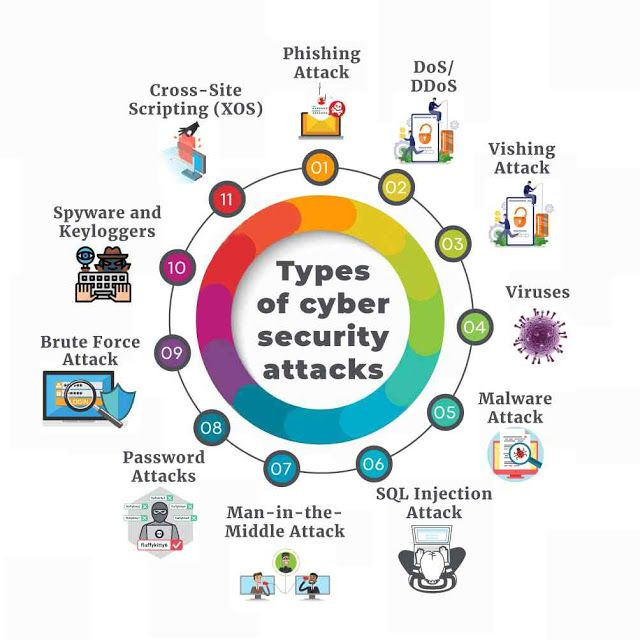 Types
of cyber
security
attacks
01
Phishing
Attack
02
DoS/
DDoS
03
Vishing
Attack
04
Viruses
05
Malware
Attack
06
SQL Injection
Attack
07
Man-in-the-
Middle Attack
08
Password
Attacks
fluffykitty6
09
Brute Force
Attack
LOGIN
10
Spyware and
Keyloggers
11
Cross-Site
Scripting (XOS)